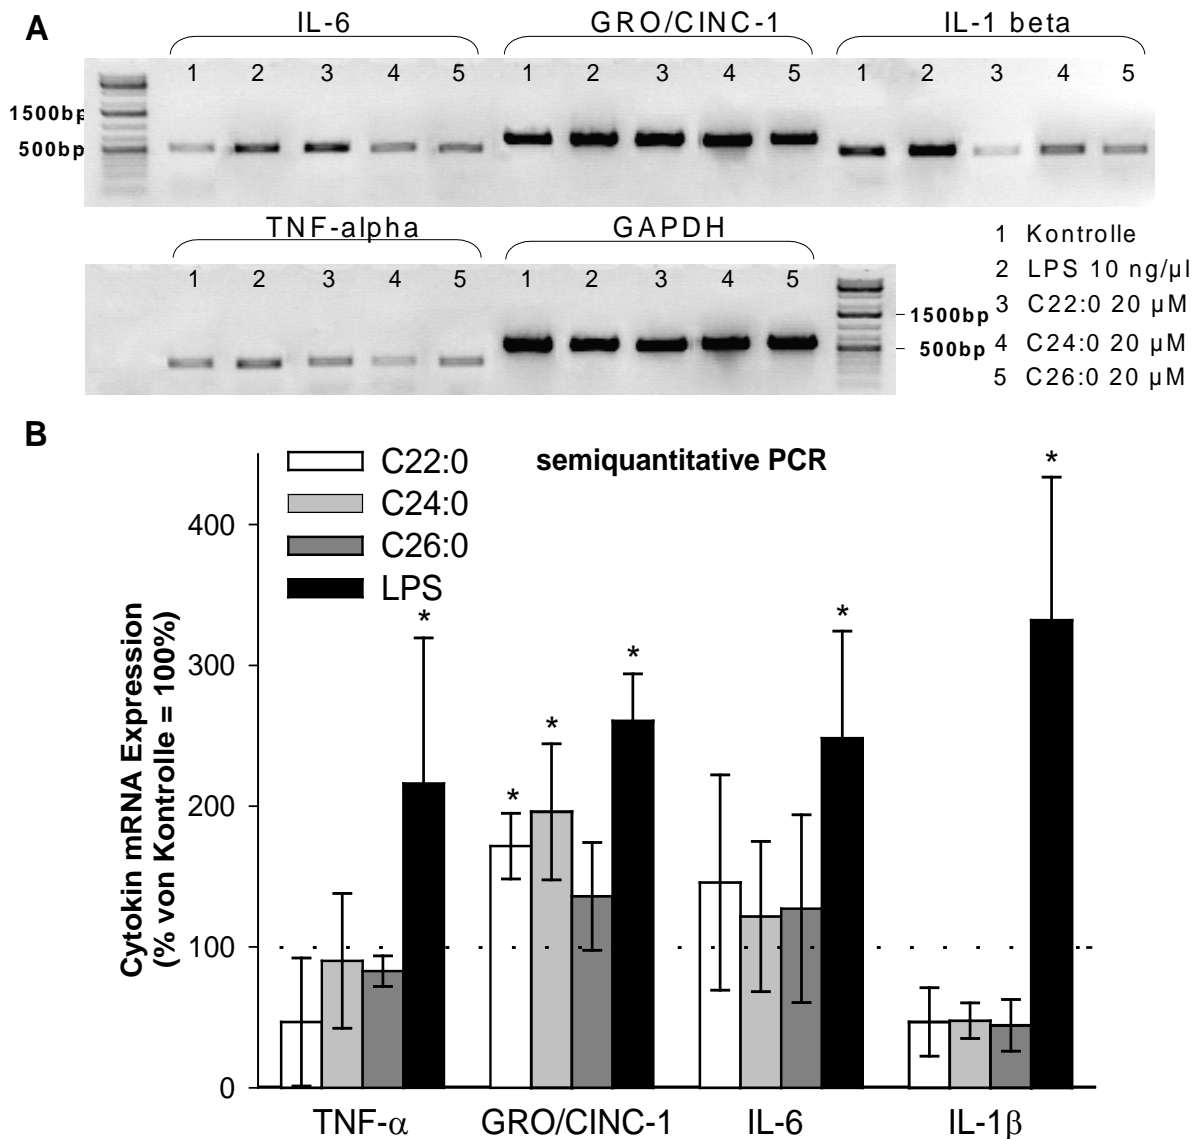 A
IL-6 GRO/CINC-1 IL-1 beta
1 2 3 4 5 1 2 3 4 5 1 2 3 4 5
1500bp
500bp
TNF-alpha GAPDH
1 2 3 4 5 1 2 3 4 5
1500bp
500bp
1 Kontrolle
2 LPS 10 ng/µl
3 C22:0 20 µM
4 C24:0 20 µM
5 C26:0 20 µM
B
semiquantitative PCR
C22:0
C24:0
C26:0
LPS
Cytokin mRNA Expression
(% von Kontrolle = 100%)
400
300
200
100
0
* * * * * *
TNF-α GRO/CINC-1 IL-6 IL-1β